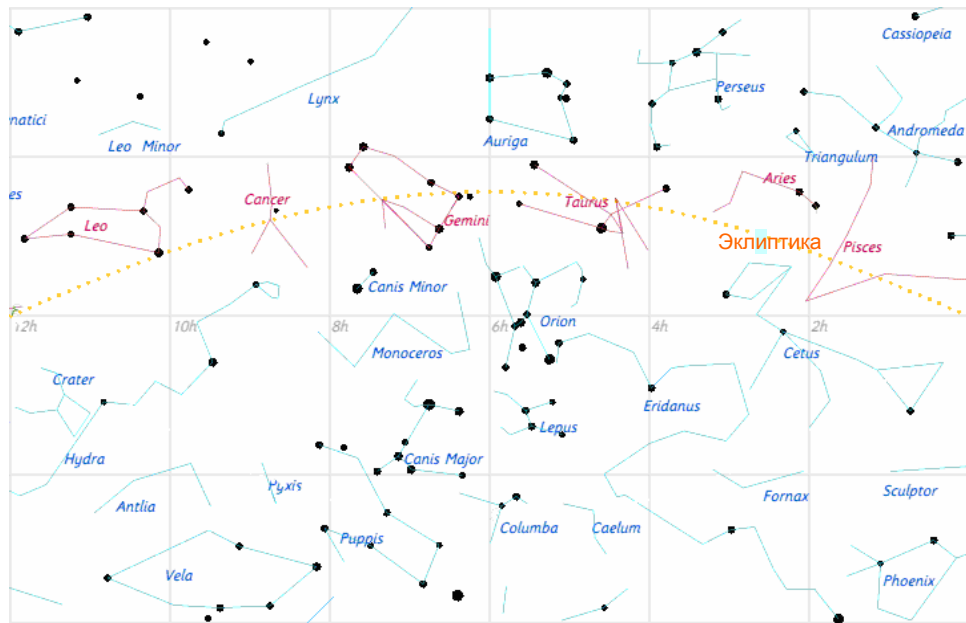 Cassiopeia
Perseus
Lynx
Andromeda
Auriga
Leo Minor
Triangulum
Aries
Cancer
Taurus
Gemini
Leo
Эклиптика
Pisces
Canis Minor
Orion
10h
8h
6h
4h
2h
Monoceros
Cetus
Crater
Eridanus
Lepus
Hydra
Canis Major
Pyxis
Fornax
Sculptor
Antlia
Columba
Caelum
Puppis
Vela
Phoenix